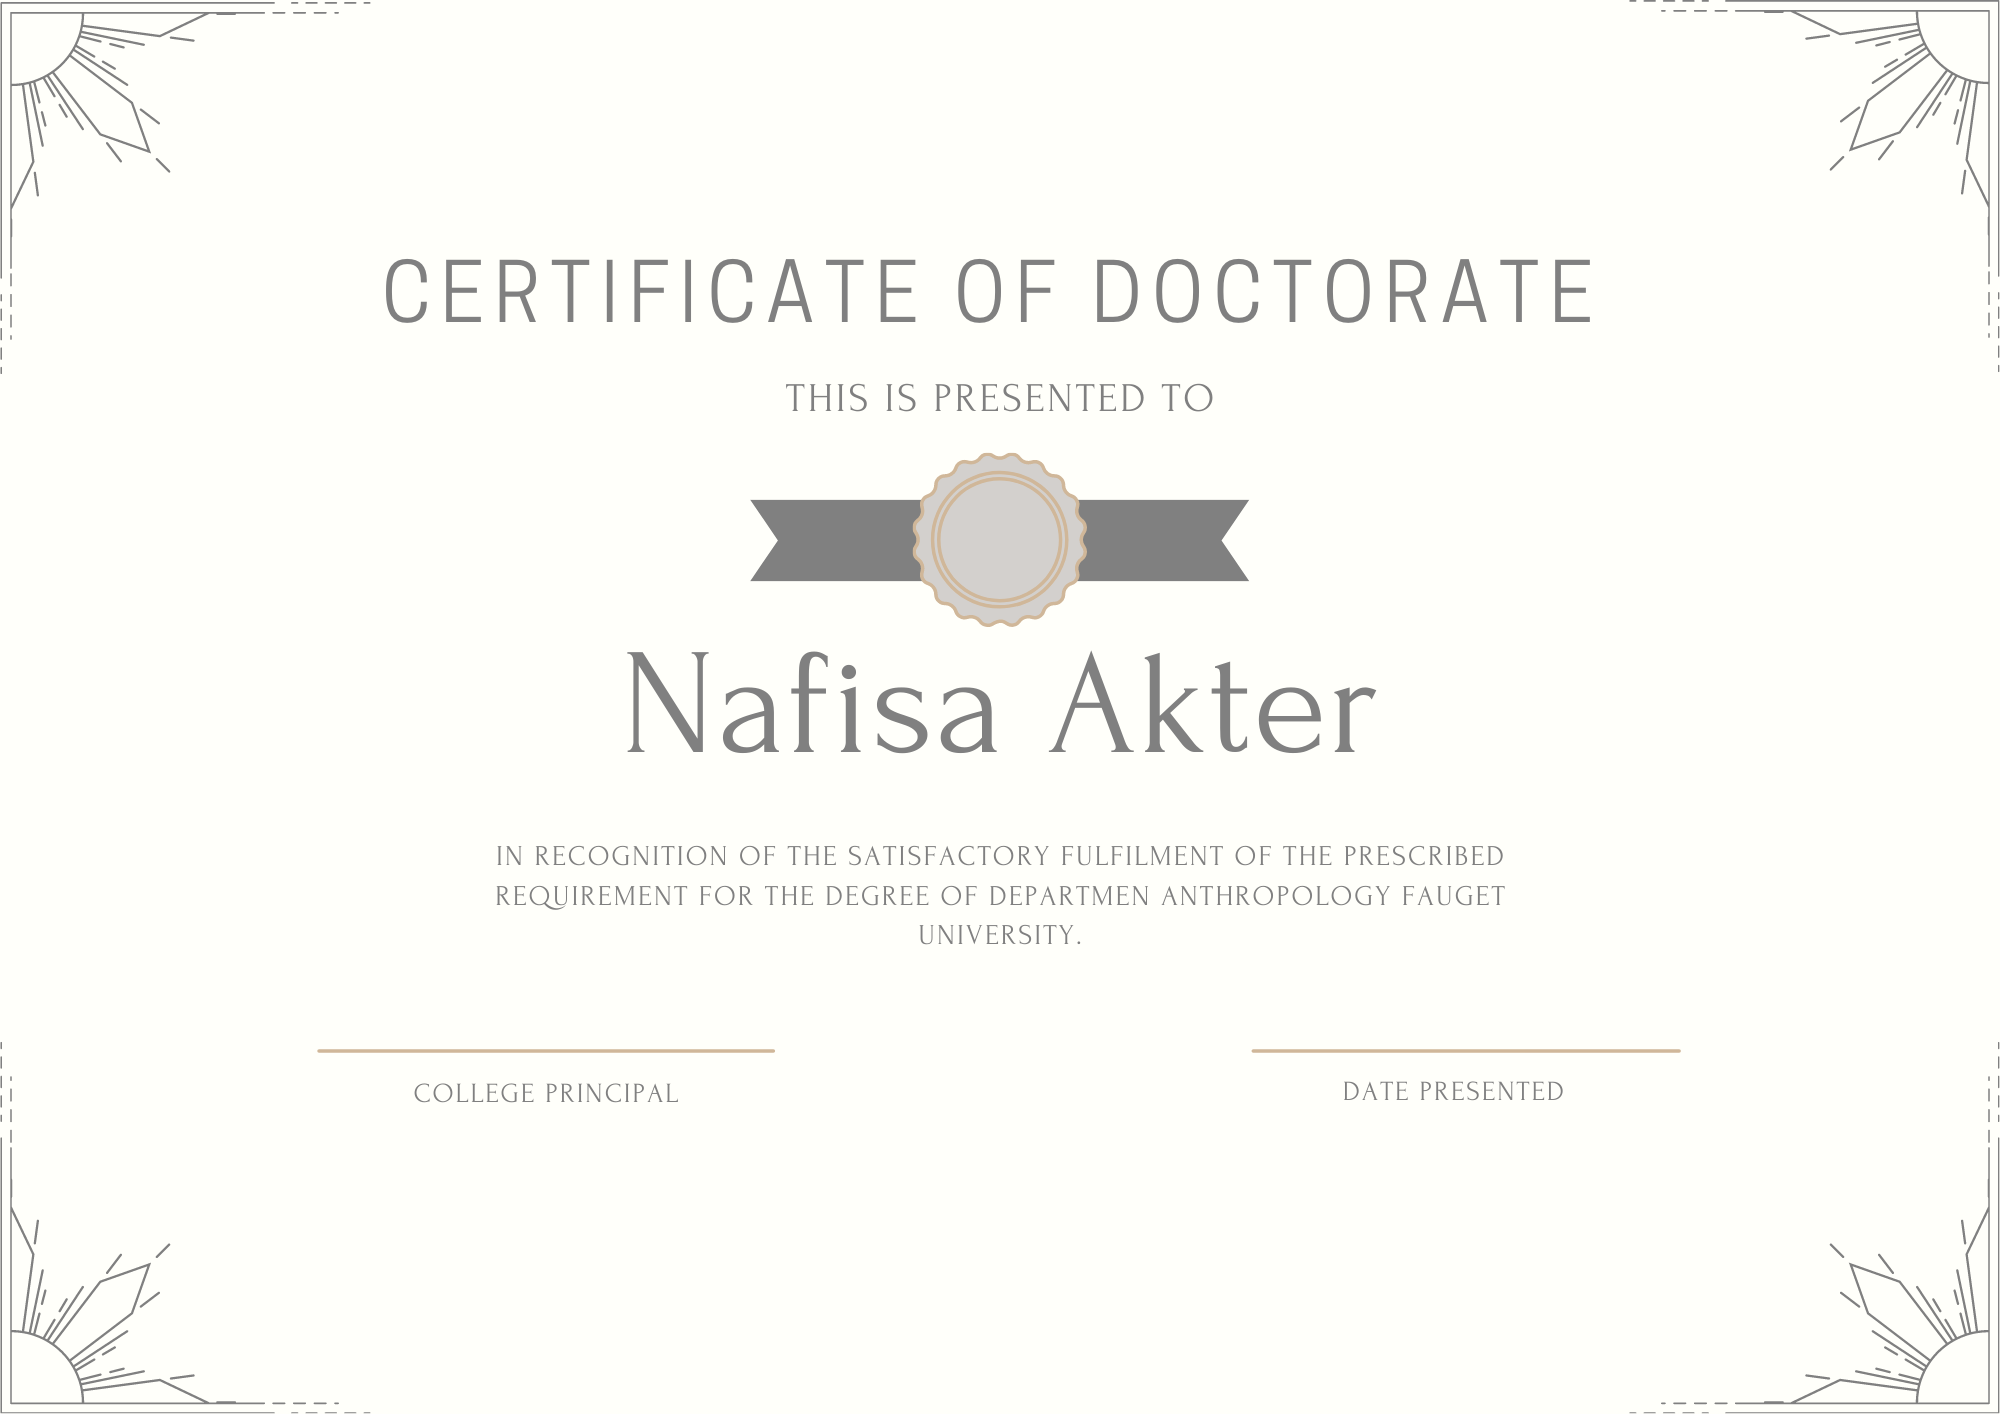 CERTIFICATE OF DOCTORATE
THIS IS PRESENTED TO
Nafisa Akter
IN RECOGNITION OF THE SATISFACTORY FULFILMENT OF THE PRESCRIBED
REQUIREMENT FOR THE DEGREE OF DEPARTMEN ANTHROPOLOGY FAUGET
UNIVERSITY.
COLLEGE PRINCIPAL
DATE PRESENTED